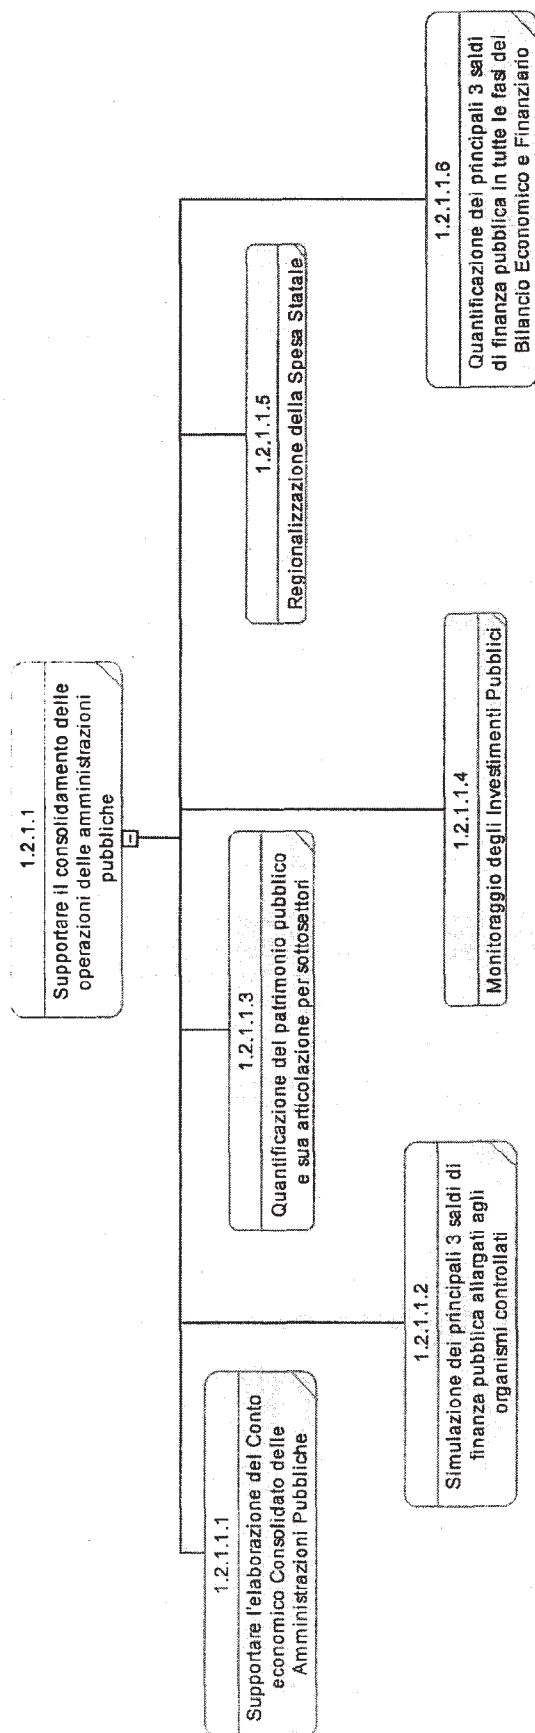 1.2.1.1
Supportare il consolidamento delle
operazioni delle amministrazioni
pubbliche
1.2.1.1.1
Supportare l'elaborazione del Conto
economico Consolidato delle
Amministrazioni Pubbliche
1.2.1.1.2
Simulazione dei principali 3 saldi di
finanza pubblica allargati agli
organismi controllati
1.2.1.1.3
Quantificazione del patrimonio pubblico
e sua articolazione per sottosettori
1.2.1.1.4
Monitoraggio degli Investimenti Pubblici
1.2.1.1.5
Regionalizzazione della Spesa Statale
1.2.1.1.6
Quantificazione dei principali 3 saldi
di finanza pubblica in tutte le fasi del
Bilancio Economico e Finanziario